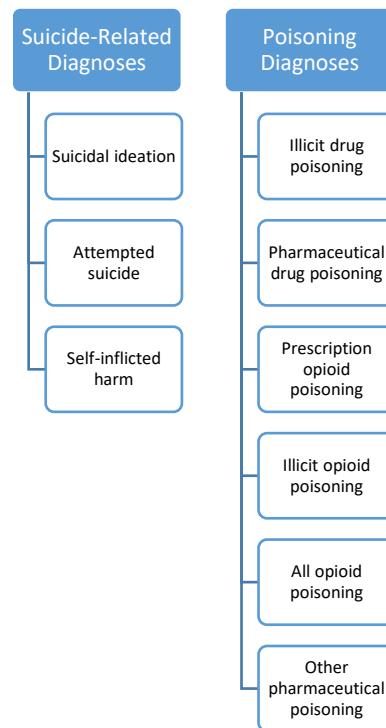 Suicide-Related
Diagnoses
Suicidal ideation
Attempted
suicide
Self-inflicted
harm
Poisoning
Diagnoses
Illicit drug
poisoning
Pharmaceutical
drug poisoning
Prescription
opioid
poisoning
Illicit opioid
poisoning
All opioid
poisoning
Other
pharmaceutical
poisoning